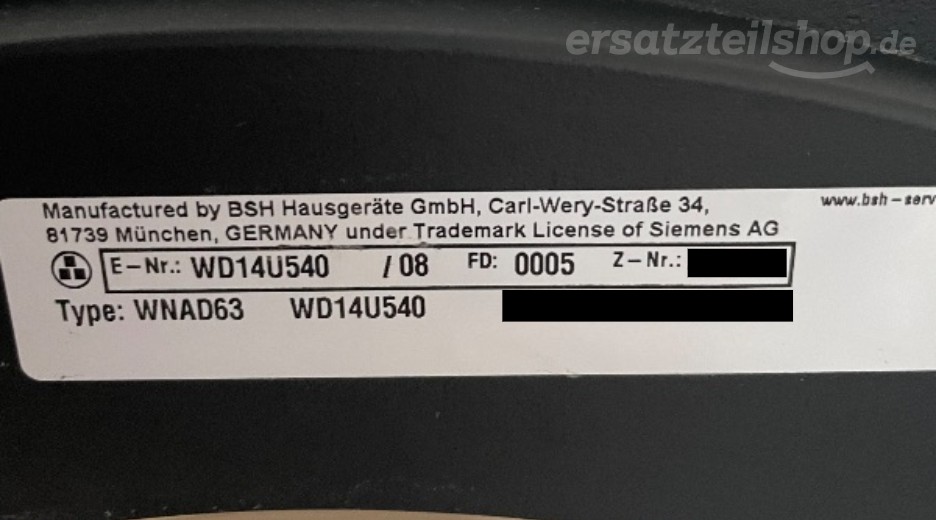 ersatzteilshop.de
Manufactured by BSH Hausgeräte GmbH, Carl-Wery-Straße 34,
www.bsh-serv
81739 München, GERMANY under Trademark License of Siemens AG
E-Nr.: WD14U540 /08 FD: 0005 Z-Nr.:
Type: WNAD63 WD14U540